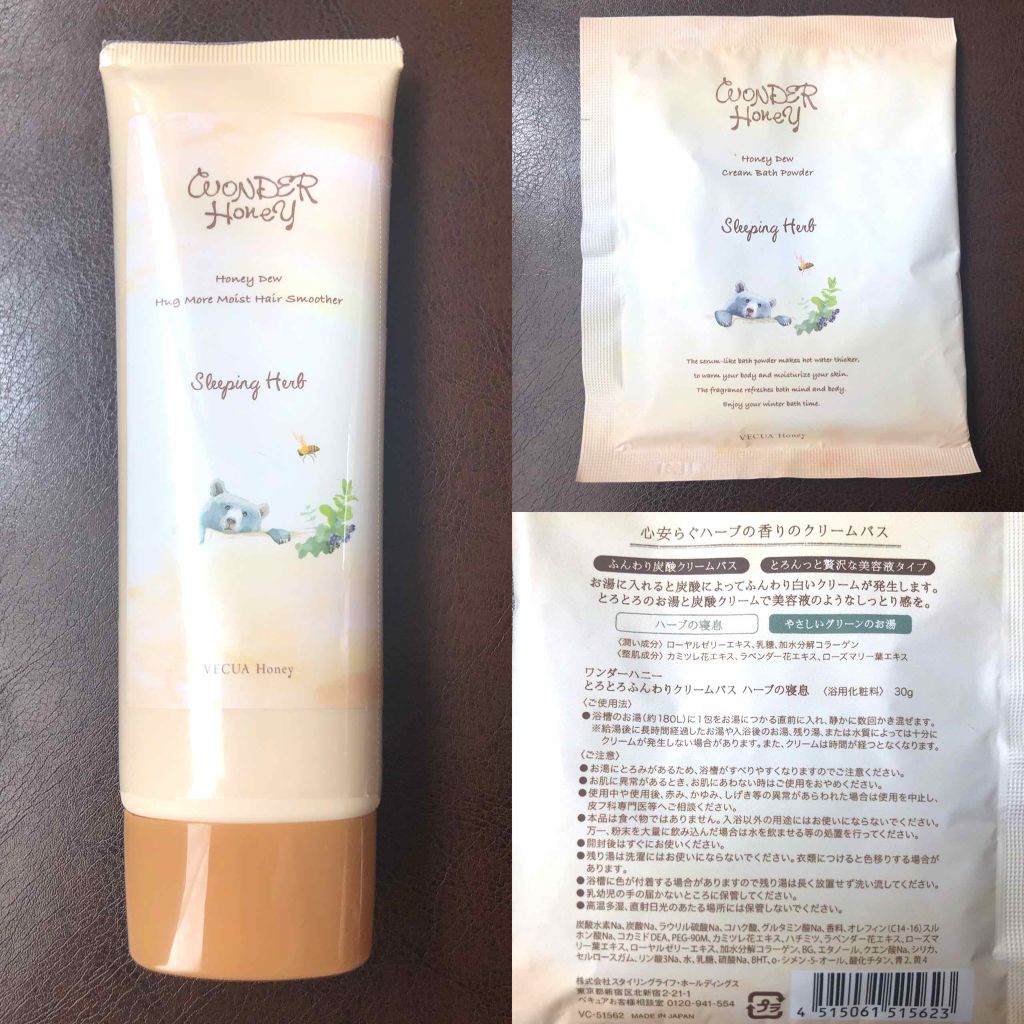 WONDER
Honey
Honey Dew
Hug More Moist Hair Smoother
Sleeping Herb
VECUA Honey
WONDER
Honey
Honey Dew
Cream Bath Powder
Sleeping Herb
The serum-like bath powder makes hot water thicker,
to warm your body and moisturize your skin.
The fragrance refreshes both mind and body.
Enjoy your winter bath time.
VECUA Honey
心安らぐハーブの香りのクリームバス
ふんわり炭酸クリームバス とろんっと贅沢な美容液タイプ
お湯に入れると炭酸によってふんわり白いクリームが発生します。
とろとろのお湯と炭酸クリームで美容液のようなしっとり感を。
ハーブの寝息 やさしいグリーンのお湯
〈潤い成分〉 ローヤルゼリーエキス、乳糖、加水分解コラーゲン
〈整肌成分〉 カミツレ花エキス、ラベンダー花エキス、ローズマリー葉エキス
ワンダーハニー
とろとろふんわりクリームバス ハーブの寝息 〈浴用化粧料〉 30g
〈ご使用法〉
●浴槽のお湯(約180L)に1包をお湯につかる直前に入れ、静かに数回かき混ぜます。
※給湯後に長時間経過したお湯や入浴後のお湯、残り湯、または水質によっては十分に
クリームが発生しない場合があります。また、クリームは時間が経つとなくなります。
〈ご注意〉
●お湯にとろみがあるため、浴槽がすべりやすくなりますのでご注意ください。
●お肌に異常があるとき、お肌にあわない時はご使用をおやめください。
●使用中や使用後、赤み、かゆみ、しげき等の異常があらわれた場合は使用を中止し、
皮フ科専門医等へご相談ください。
●本品は食べ物ではありません。入浴以外の用途にはお使いにならないでください。
万一、粉末を大量に飲み込んだ場合は水を飲ませる等の処置を行ってください。
●開封後はすぐにお使いください。
●残り湯は洗濯にはお使いにならないでください。衣類につけると色移りする場合が
あります。
●浴槽に色が付着する場合がありますので残り湯は長く放置せず洗い流してください。
●乳幼児の手の届かないところに保管してください。
●高温多湿、直射日光のあたる場所には保管しないでください。
炭酸水素Na、炭酸Na、ラウリル硫酸Na、コハク酸、グルタミン酸Na、香料、オレフィン(C14-16)スル
ホン酸Na、コカミドDEA、PEG-90M、カミツレ花エキス、ハチミツ、ラベンダー花エキス、ローズマ
リー葉エキス、ローヤルゼリーエキス、加水分解コラーゲン、BG、エタノール、クエン酸Na、シリカ、
セルロースガム、リン酸3Na、水、乳糖、硫酸Na、BHT、o-シメン-5-オール、酸化チタン、青2、黄4
株式会社スタイリングライフ・ホールディングス
東京都新宿区北新宿2-21-1
ベキュアお客様相談室 0120-941-554
VC-51562 MADE IN JAPAN
プラ
4 515061 515623